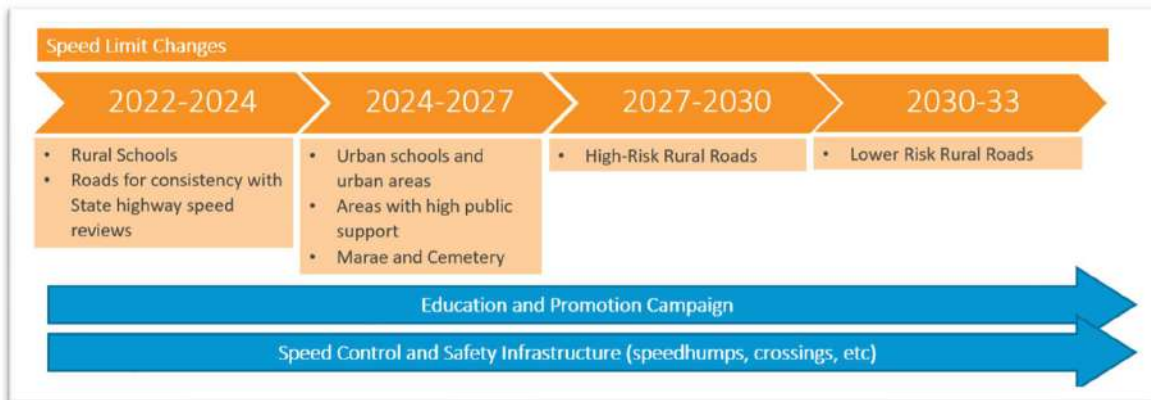 Speed Limit Changes
2022-2024
2024-2027
2027-2030
2030-33
• Rural Schools
• Roads for consistency with
State highway speed
reviews
• Urban schools and
urban areas
• Areas with high public
support
• Marae and Cemetery
• High-Risk Rural Roads
• Lower Risk Rural Roads
Education and Promotion Campaign
Speed Control and Safety Infrastructure (speedhumps, crossings, etc)